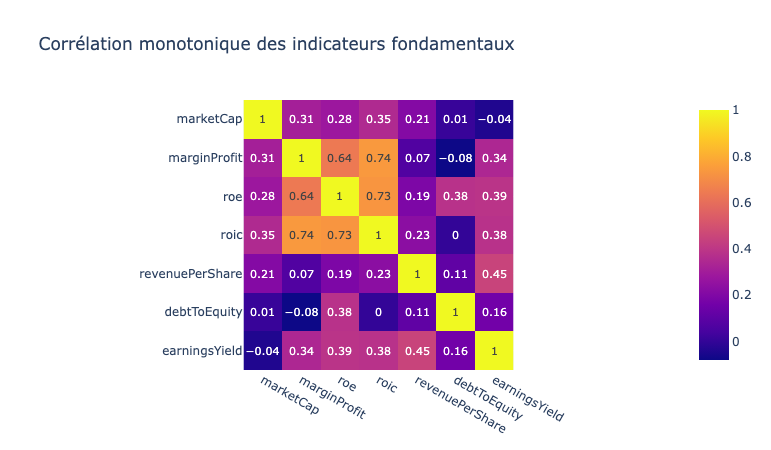 Corrélation monotonique des indicateurs fondamentaux
marketCap 1 0.31 0.28 0.35 0.21 0.01 −0.04
marginProfit 0.31 1 0.64 0.74 0.07 −0.08 0.34
roe 0.28 0.64 1 0.73 0.19 0.38 0.39
roic 0.35 0.74 0.73 1 0.23 0 0.38
revenuePerShare 0.21 0.07 0.19 0.23 1 0.11 0.45
debtToEquity 0.01 −0.08 0.38 0 0.11 1 0.16
earningsYield −0.04 0.34 0.39 0.38 0.45 0.16 1
marketCap
marginProfit
roe
roic
revenuePerShare
debtToEquity
earningsYield
1
0.8
0.6
0.4
0.2
0